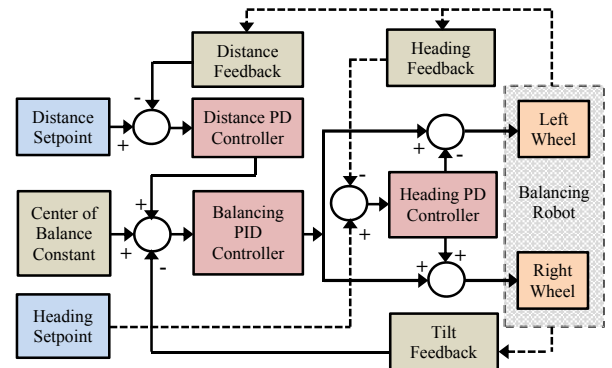 Distance
Feedback
Heading
Feedback
-
Distance
Setpoint
+
Distance PD
Controller
Left
Wheel
+
-
-
Center of
Balance
Constant
+
+
-
Balancing
PID
Controller
+
Heading PD
Controller
Balancing
Robot
+
+
Right
Wheel
Heading
Setpoint
Tilt
Feedback